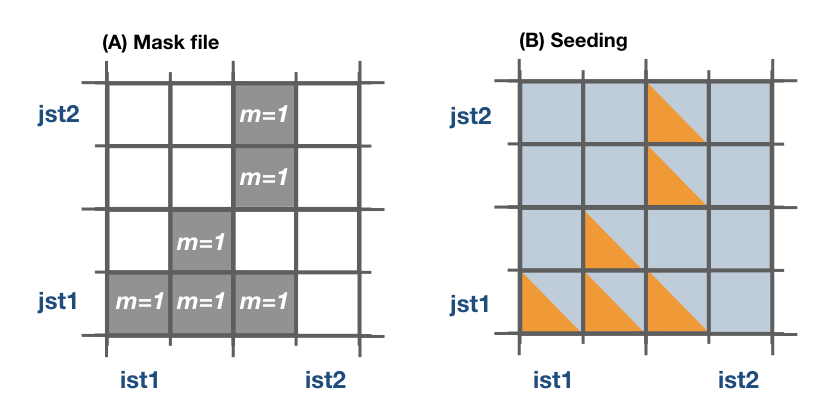 (A) Mask file
jst2
m=1
m=1
m=1
jst1
m=1 m=1 m=1
ist1 ist2
(B) Seeding
jst2
jst1
ist1 ist2